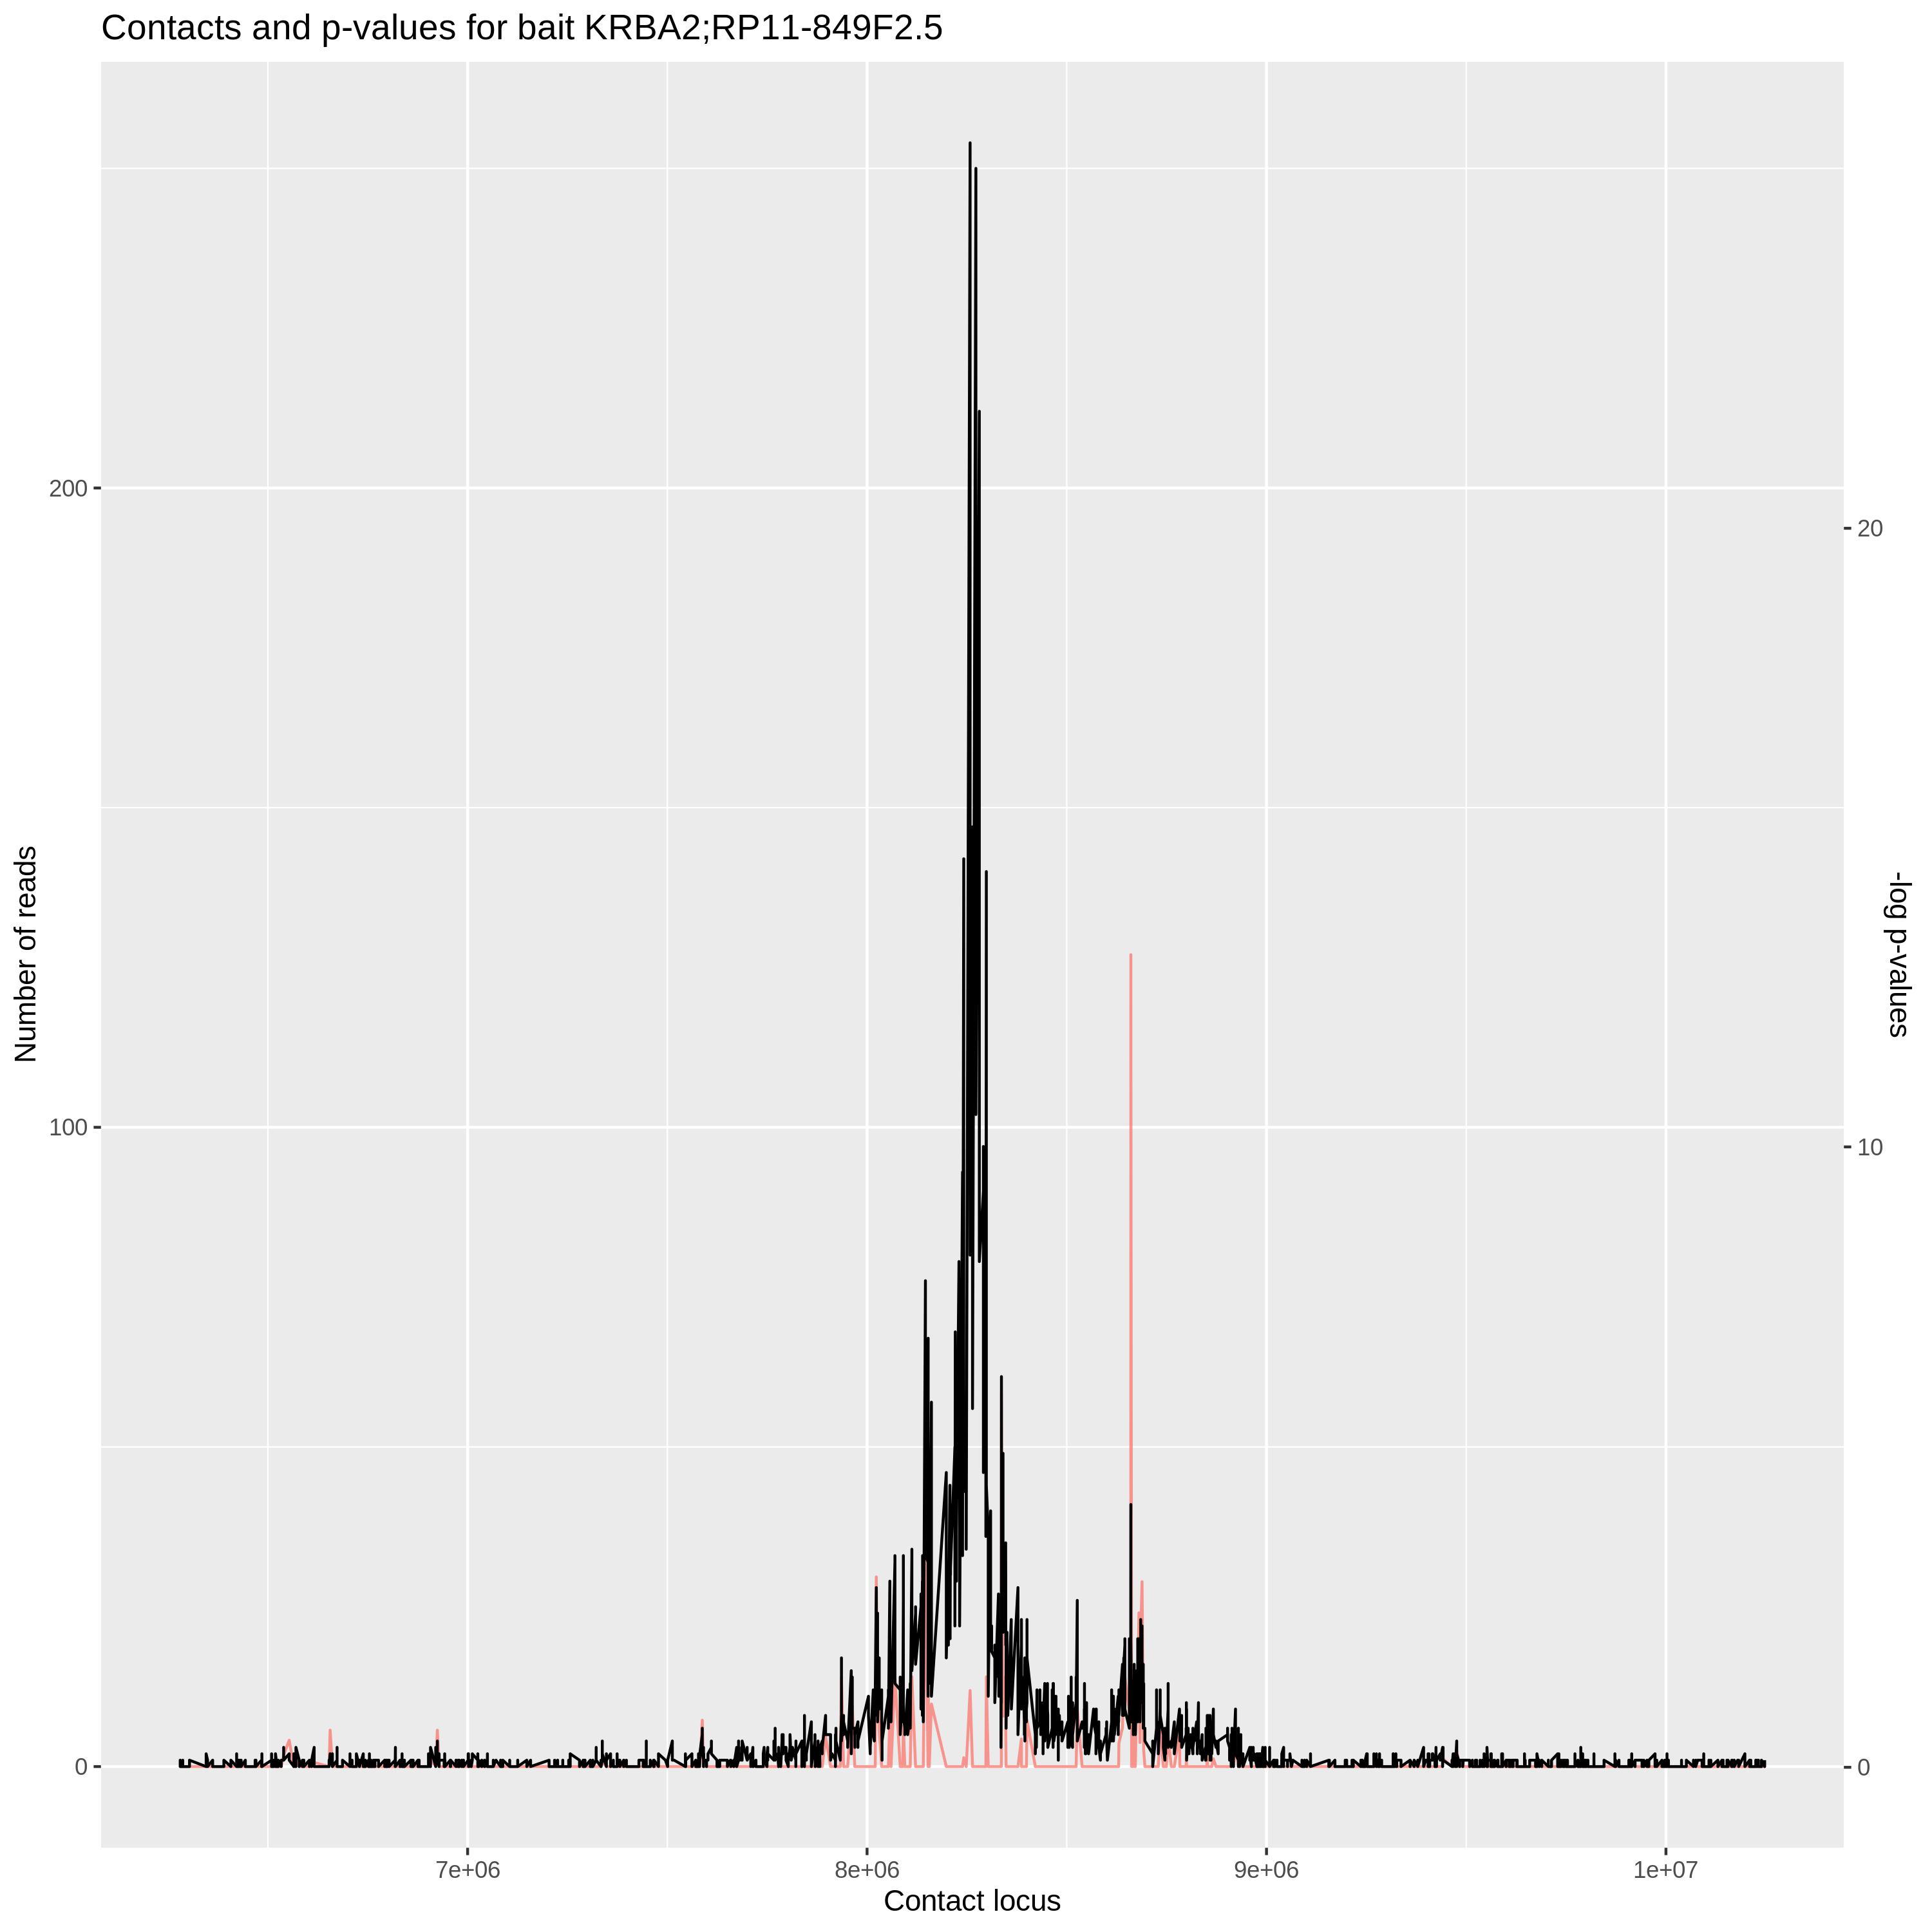 Contacts and p-values for bait KRBA2;RP11-849F2.5
Number of reads
200
100
0
20
10
0
-log p-values
7e+06
8e+06
9e+06
1e+07
Contact locus